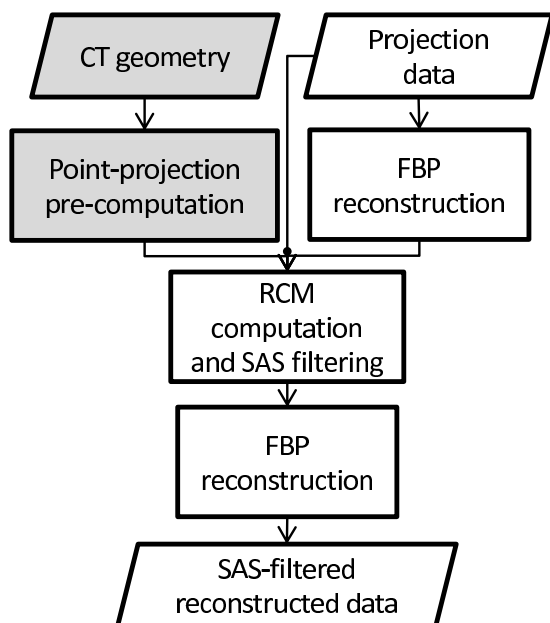 CT geometry
Projection
data
Point-projection
pre-computation
FBP
reconstruction
RCM
computation
and SAS filtering
FBP
reconstruction
SAS-filtered
reconstructed data